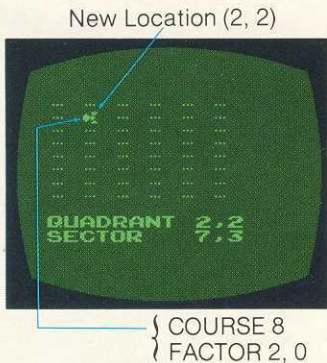 New Location (2, 2)
QUADRANT 2,2
SECTOR 7,3
COURSE 8
FACTOR 2, 0